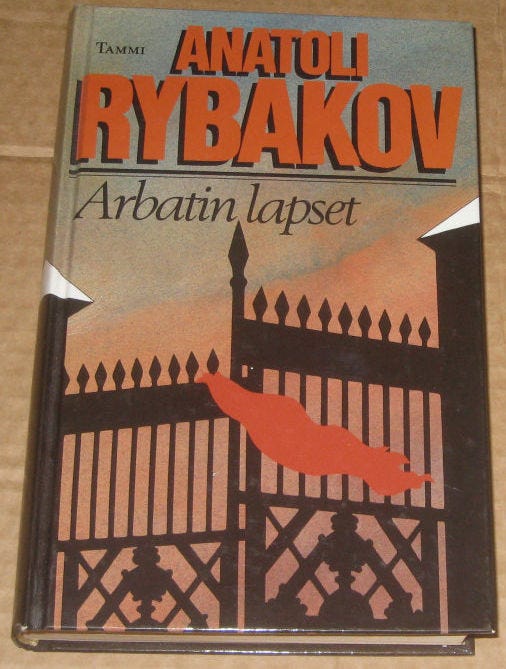 TAMMI
ANATOLI
RYBAKOV
Arbatin lapset